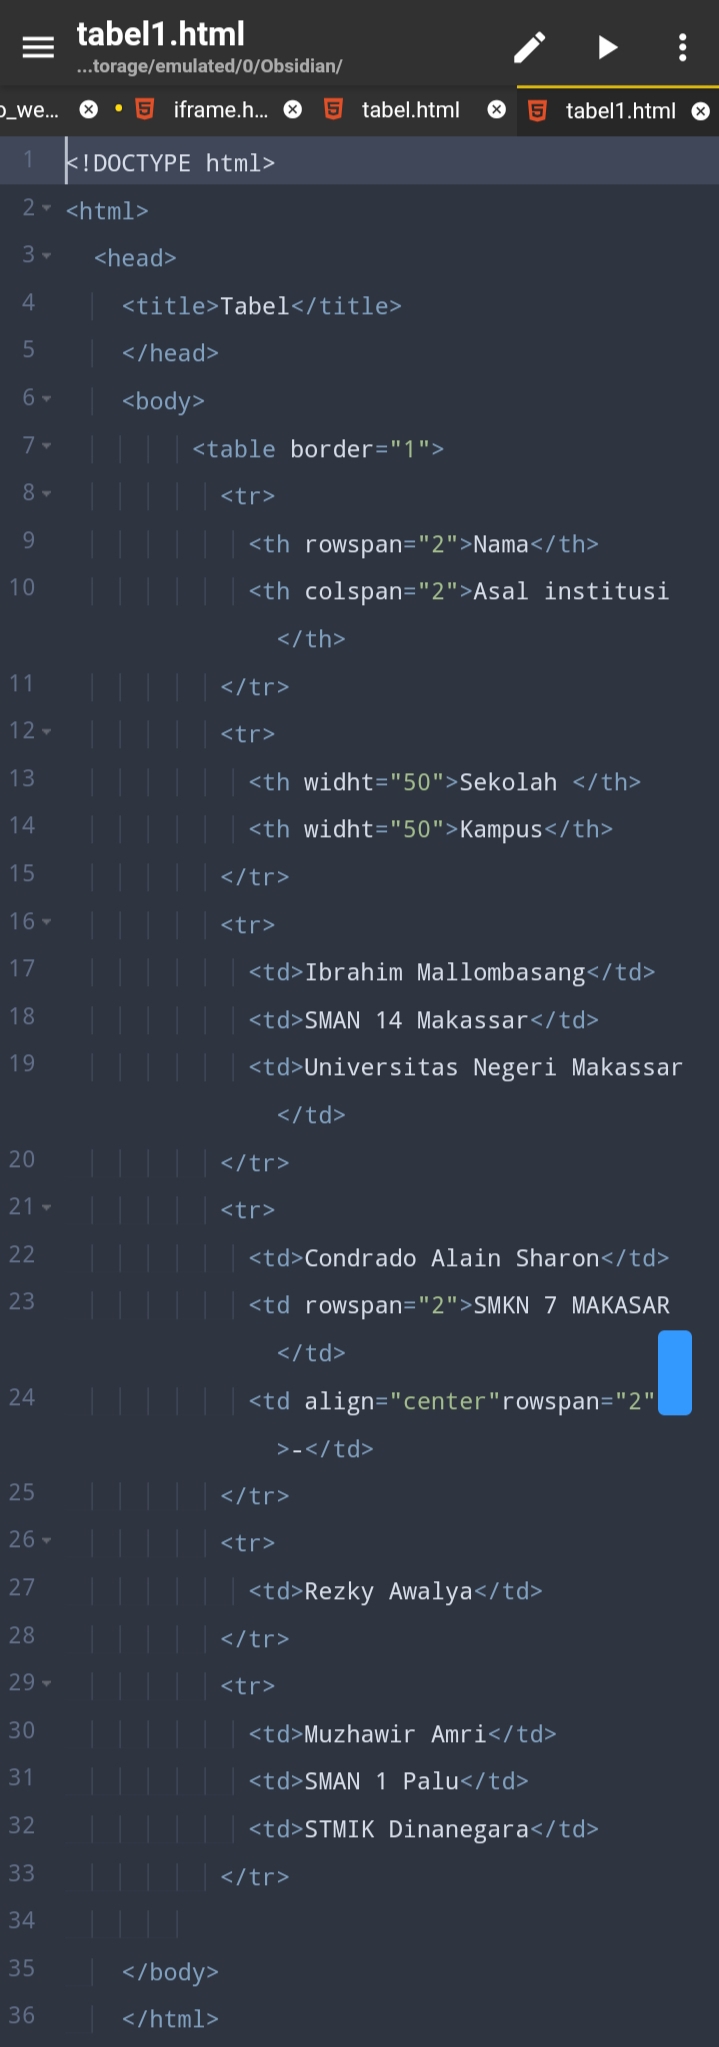 tabel1.html
...torage/emulated/0/Obsidian/
o_we... iframe.h... tabel.html tabel1.html
1 <!DOCTYPE html>
2 <html>
3 <head>
4 <title>Tabel</title>
5 </head>
6 <body>
7 <table border="1">
8 <tr>
9 <th rowspan="2">Nama</th>
10 <th colspan="2">Asal institusi
</th>
11 </tr>
12 <tr>
13 <th widht="50">Sekolah </th>
14 <th widht="50">Kampus</th>
15 </tr>
16 <tr>
17 <td>Ibrahim Mallombasang</td>
18 <td>SMAN 14 Makassar</td>
19 <td>Universitas Negeri Makassar
</td>
20 </tr>
21 <tr>
22 <td>Condrado Alain Sharon</td>
23 <td rowspan="2">SMKN 7 MAKASAR
</td>
24 <td align="center"rowspan="2"
>-</td>
25 </tr>
26 <tr>
27 <td>Rezky Awalya</td>
28 </tr>
29 <tr>
30 <td>Muzhawir Amri</td>
31 <td>SMAN 1 Palu</td>
32 <td>STMIK Dinanegara</td>
33 </tr>
34
35 </body>
36 </html>